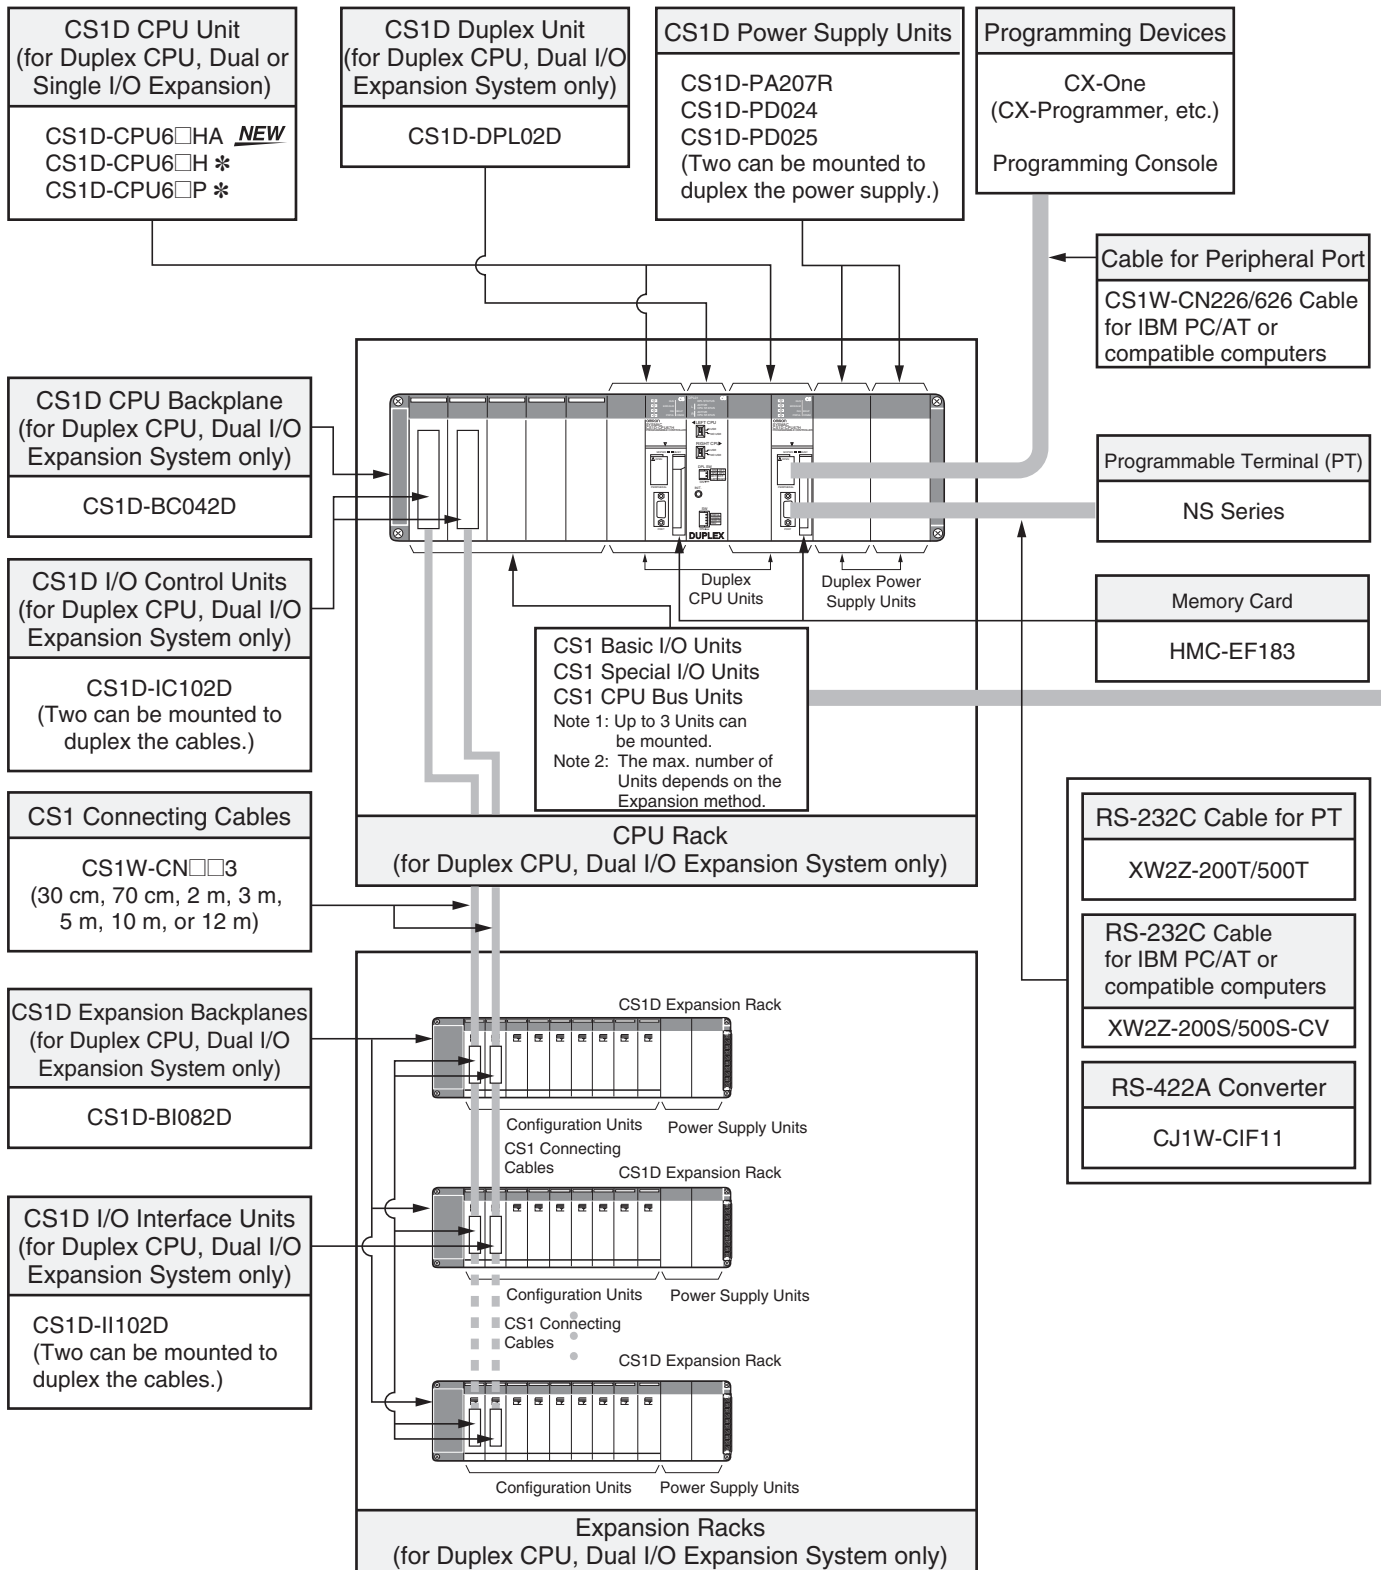 CS1D CPU Unit
(for Duplex CPU, Dual or
Single I/O Expansion)
CS1D-CPU6□HA NEW
CS1D-CPU6□H ✻
CS1D-CPU6□P ✻
CS1D Duplex Unit
(for Duplex CPU, Dual I/O
Expansion System only)
CS1D-DPL02D
CS1D Power Supply Units
CS1D-PA207R
CS1D-PD024
CS1D-PD025
(Two can be mounted to
duplex the power supply.)
Programming Devices
CX-One
(CX-Programmer, etc.)
Programming Console
Cable for Peripheral Port
CS1W-CN226/626 Cable
for IBM PC/AT or
compatible computers
CS1D CPU Backplane
(for Duplex CPU, Dual I/O
Expansion System only)
CS1D-BC042D
LEFT CPU
RIGHT CPU
DPL SW
DUPLEX
Programmable Terminal (PT)
NS Series
CS1D I/O Control Units
(for Duplex CPU, Dual I/O
Expansion System only)
CS1D-IC102D
(Two can be mounted to
duplex the cables.)
Duplex
CPU Units
Duplex Power
Supply Units
Memory Card
HMC-EF183
CS1 Basic I/O Units
CS1 Special I/O Units
CS1 CPU Bus Units
Note 1: Up to 3 Units can
be mounted.
Note 2: The max. number of
Units depends on the
Expansion method.
CPU Rack
(for Duplex CPU, Dual I/O Expansion System only)
CS1 Connecting Cables
CS1W-CN□□3
(30 cm, 70 cm, 2 m, 3 m,
5 m, 10 m, or 12 m)
RS-232C Cable for PT
XW2Z-200T/500T
RS-232C Cable
for IBM PC/AT or
compatible computers
XW2Z-200S/500S-CV
RS-422A Converter
CJ1W-CIF11
CS1D Expansion Backplanes
(for Duplex CPU, Dual I/O
Expansion System only)
CS1D-BI082D
CS1D Expansion Rack
Configuration Units
Power Supply Units
CS1 Connecting
Cables
CS1D Expansion Rack
CS1D I/O Interface Units
(for Duplex CPU, Dual I/O
Expansion System only)
CS1D-II102D
(Two can be mounted to
duplex the cables.)
Configuration Units
Power Supply Units
CS1 Connecting
Cables
CS1D Expansion Rack
Configuration Units
Power Supply Units
Expansion Racks
(for Duplex CPU, Dual I/O Expansion System only)